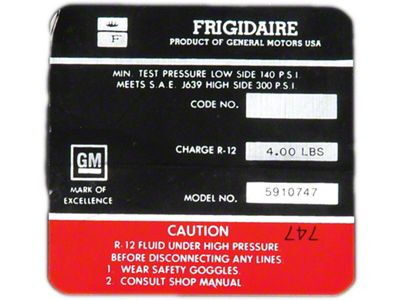 FRIGIDAIRE
F
PRODUCT OF GENERAL MOTORS USA
MIN. TEST PRESSURE LOW SIDE 140 P.S.I.
MEETS S.A.E. J639 HIGH SIDE 300 P.S.I.
CODE NO.
CHARGE R-12 4.00 LBS
GM
MARK OF
EXCELLENCE
MODEL NO. 5910747
747
CAUTION
R-12 FLUID UNDER HIGH PRESSURE
BEFORE DISCONNECTING ANY LINES
1. WEAR SAFETY GOGGLES.
2. CONSULT SHOP MANUAL